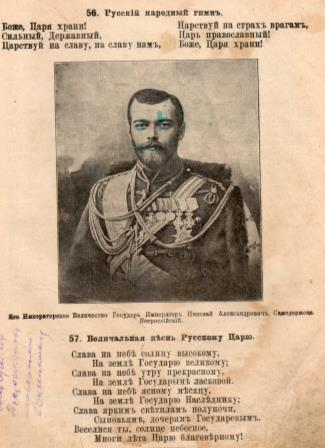 56. Русскій народный гимнъ.
Боже, Царя храни!
Сильный, Державный,
Царствуй на славу, на славу намъ,
Царствуй на страхъ врагамъ,
Царь православный!
Боже, Царя храни!
Его Императорское Величество Государь Императоръ Николай Александровичъ, Самодержецъ
Всероссійскій.
57. Величальная пѣснь Русскому Царю.
Слава на небѣ солнцу высокому,
На землѣ Государю великому;
Слава на небѣ утру прекрасному,
На землѣ Государынѣ ласковой.
Слава на небѣ ясному мѣсяцу,
На землѣ Государю Наслѣднику;
Слава яркимъ свѣтиламъ полуночи,
Сыновьямъ, дочерямъ Государевымъ.
Веселися ты, солнце небесное,
Многи лѣта Царю благовѣрному!